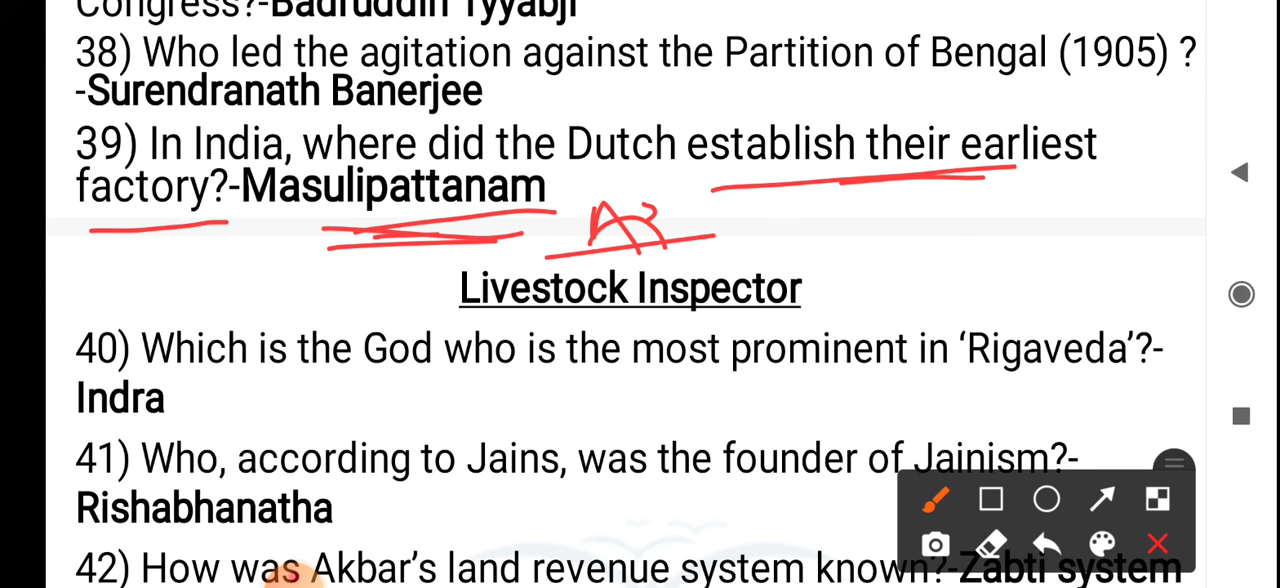 Congress?-Badruddin Tyyabji
38) Who led the agitation against the Partition of Bengal (1905) ?
-Surendranath Banerjee
39) In India, where did the Dutch establish their earliest
factory?-Masulipattanam
Livestock Inspector
40) Which is the God who is the most prominent in ‘Rigaveda’?-
Indra
41) Who, according to Jains, was the founder of Jainism?-
Rishabhanatha
42) How was Akbar’s land revenue system known?-Zabti system